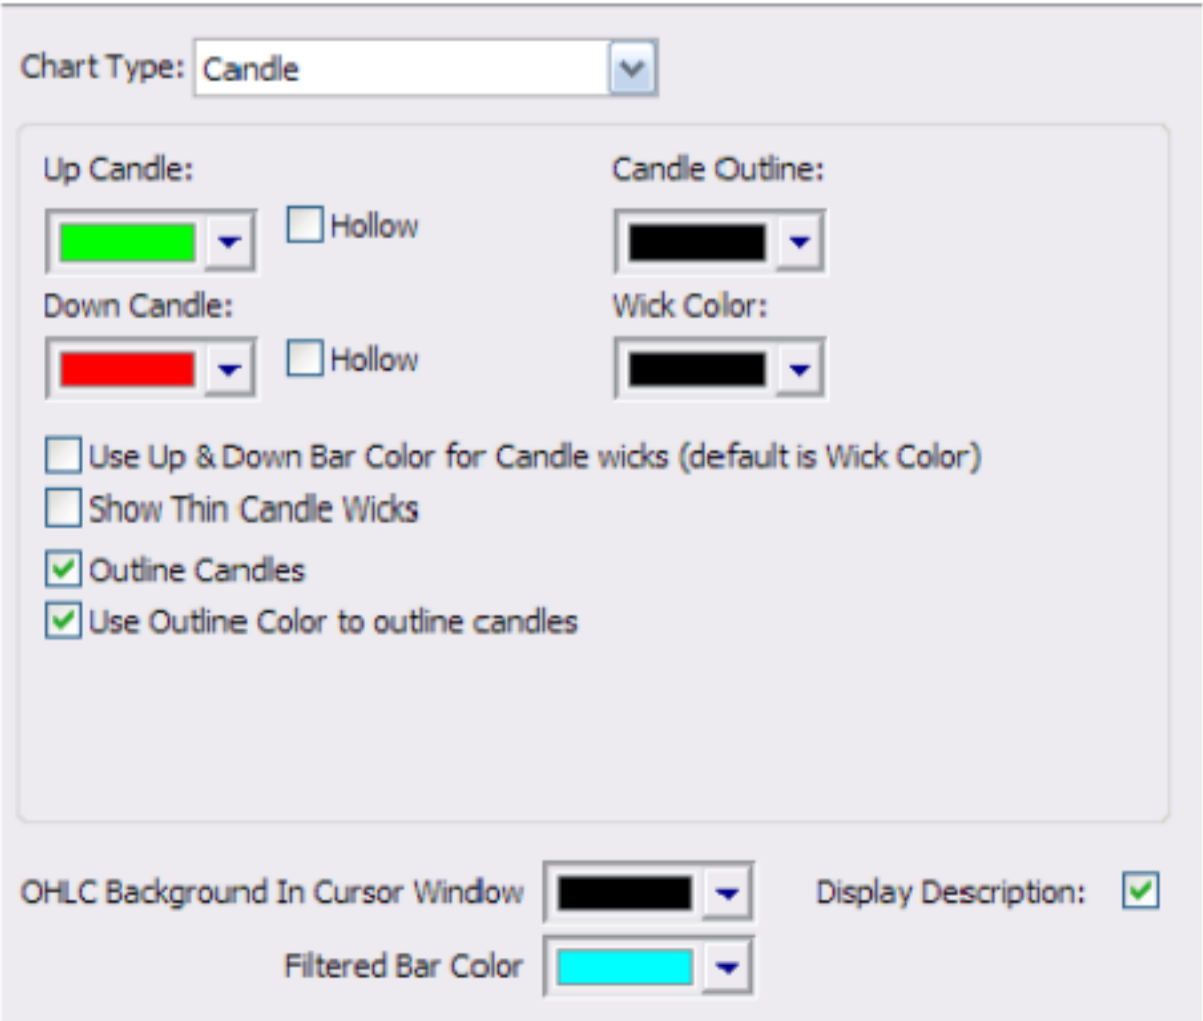 Chart Type: Candle
Up Candle: Candle Outline:
Hollow
Down Candle: Wick Color:
Hollow
Use Up & Down Bar Color for Candle wicks (default is Wick Color)
Show Thin Candle Wicks
Outline Candles
Use Outline Color to outline candles
OHLC Background In Cursor Window Display Description:
Filtered Bar Color